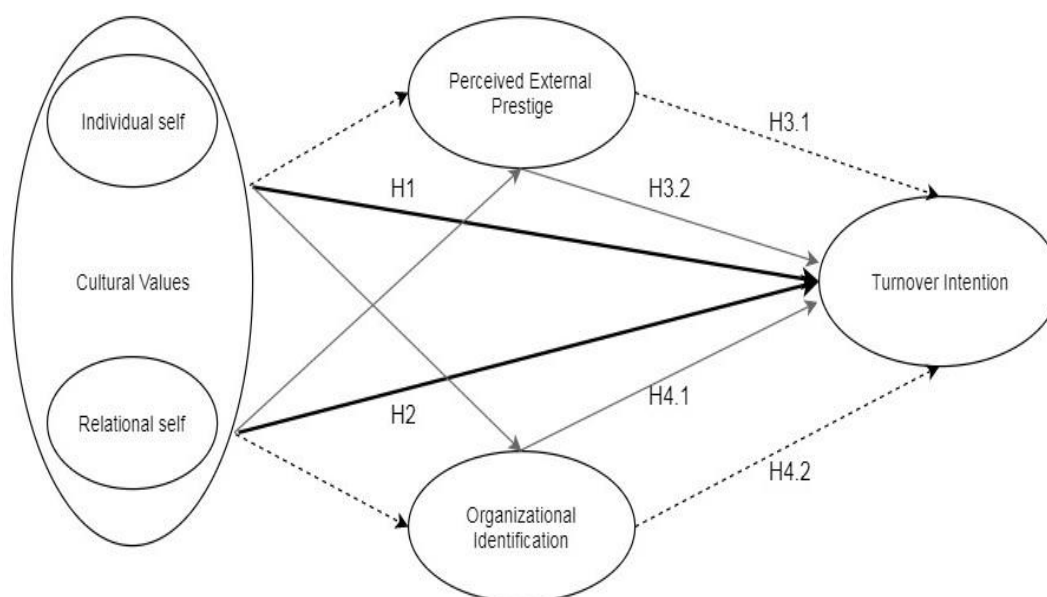 Individual self
Cultural Values
Relational self
Perceived External
Prestige
H3.1
H1
H3.2
Turnover Intention
H2
H4.1
H4.2
Organizational
Identification